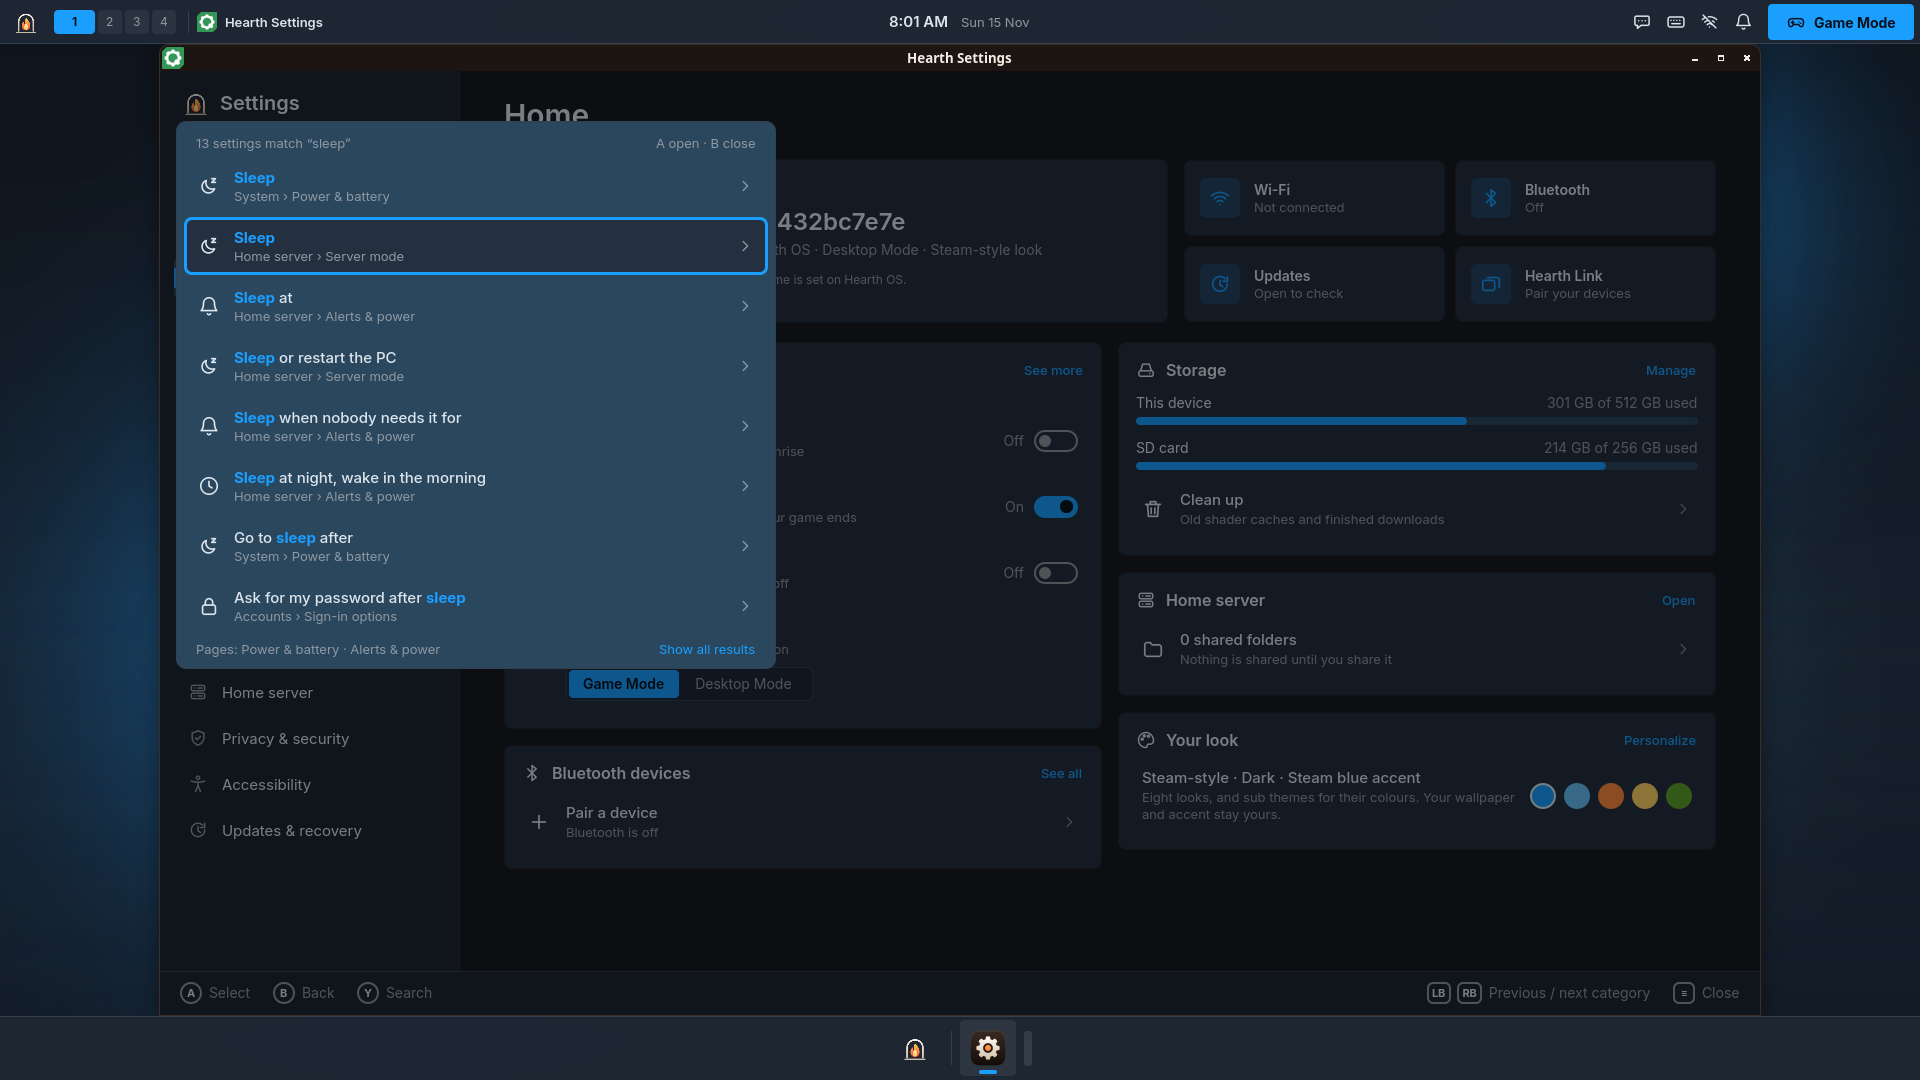 1 2 3 4 Hearth Settings 8:01 AM Sun 15 Nov Game Mode
Hearth Settings
Settings
Home
13 settings match “sleep” A open · B close
Sleep
System › Power & battery
Sleep
Home server › Server mode
Sleep at
Home server › Alerts & power
Sleep or restart the PC
Home server › Server mode
Sleep when nobody needs it for
Home server › Alerts & power
Sleep at night, wake in the morning
Home server › Alerts & power
Go to sleep after
System › Power & battery
Ask for my password after sleep
Accounts › Sign-in options
Pages: Power & battery · Alerts & power Show all results
Home server
Privacy & security
Accessibility
Updates & recovery
432bc7e7e
OS · Desktop Mode · Steam-style look
is set on Hearth OS.
Wi-Fi
Not connected
Bluetooth
Off
Updates
Open to check
Hearth Link
Pair your devices
See more
Off
On
game ends
Off
Game Mode Desktop Mode
Bluetooth devices See all
Pair a device
Bluetooth is off
Storage Manage
This device 301 GB of 512 GB used
SD card 214 GB of 256 GB used
Clean up
Old shader caches and finished downloads
Home server Open
0 shared folders
Nothing is shared until you share it
Your look Personalize
Steam-style · Dark · Steam blue accent
Eight looks, and sub themes for their colours. Your wallpaper
and accent stay yours.
A Select B Back Y Search LB RB Previous / next category Close